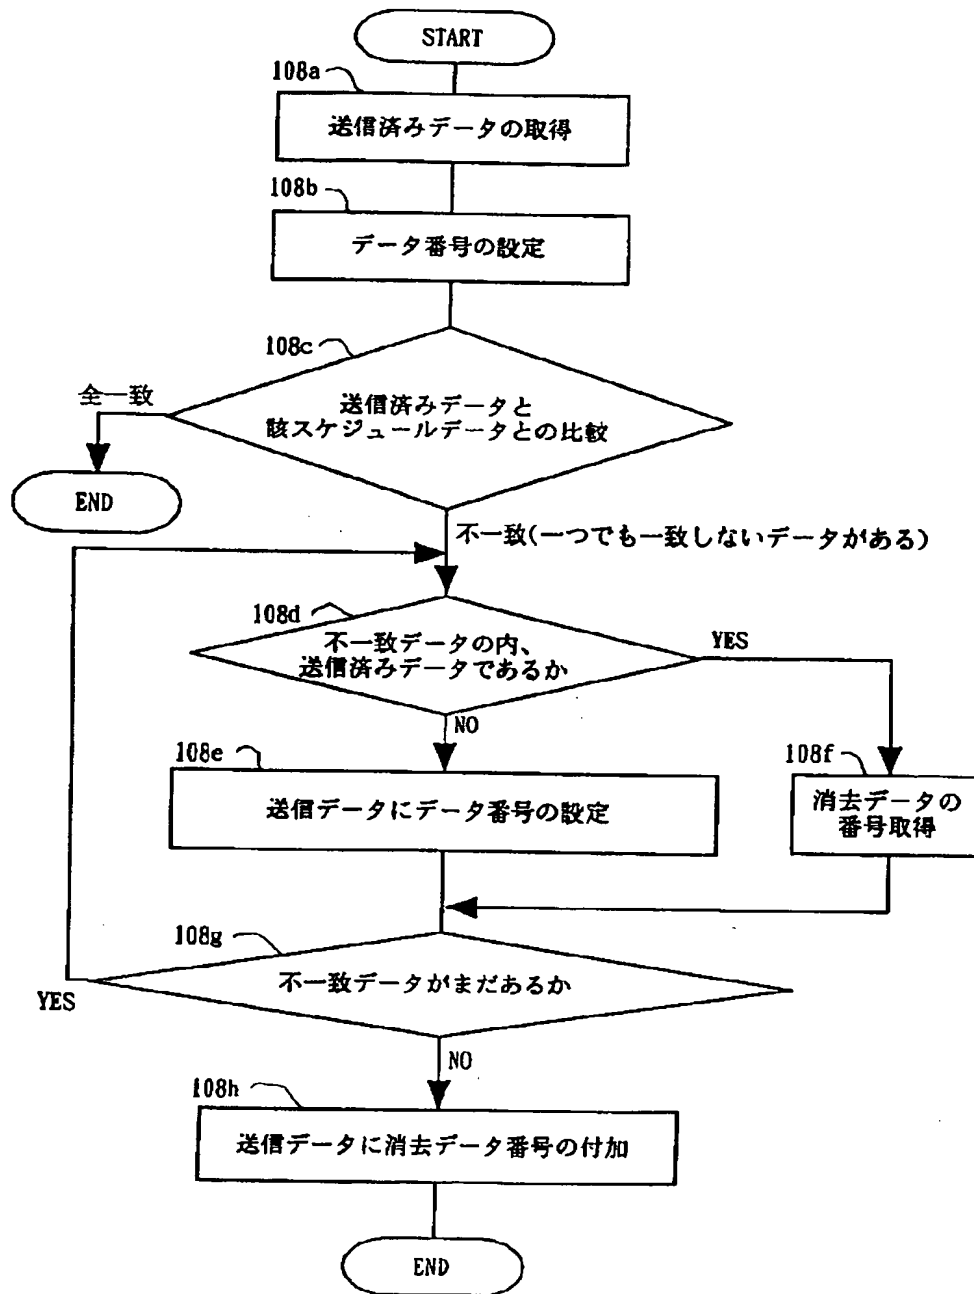 START
108a
送信済みデータの取得
108b
データ番号の設定
108c
全一致
送信済みデータと
該スケジュールデータとの比較
END
不一致(一つでも一致しないデータがある)
108d
不一致データの内、
送信済みデータであるか
YES
NO
108e
送信データにデータ番号の設定
108f
消去データの
番号取得
108g
不一致データがまだあるか
YES
NO
108h
送信データに消去データ番号の付加
END